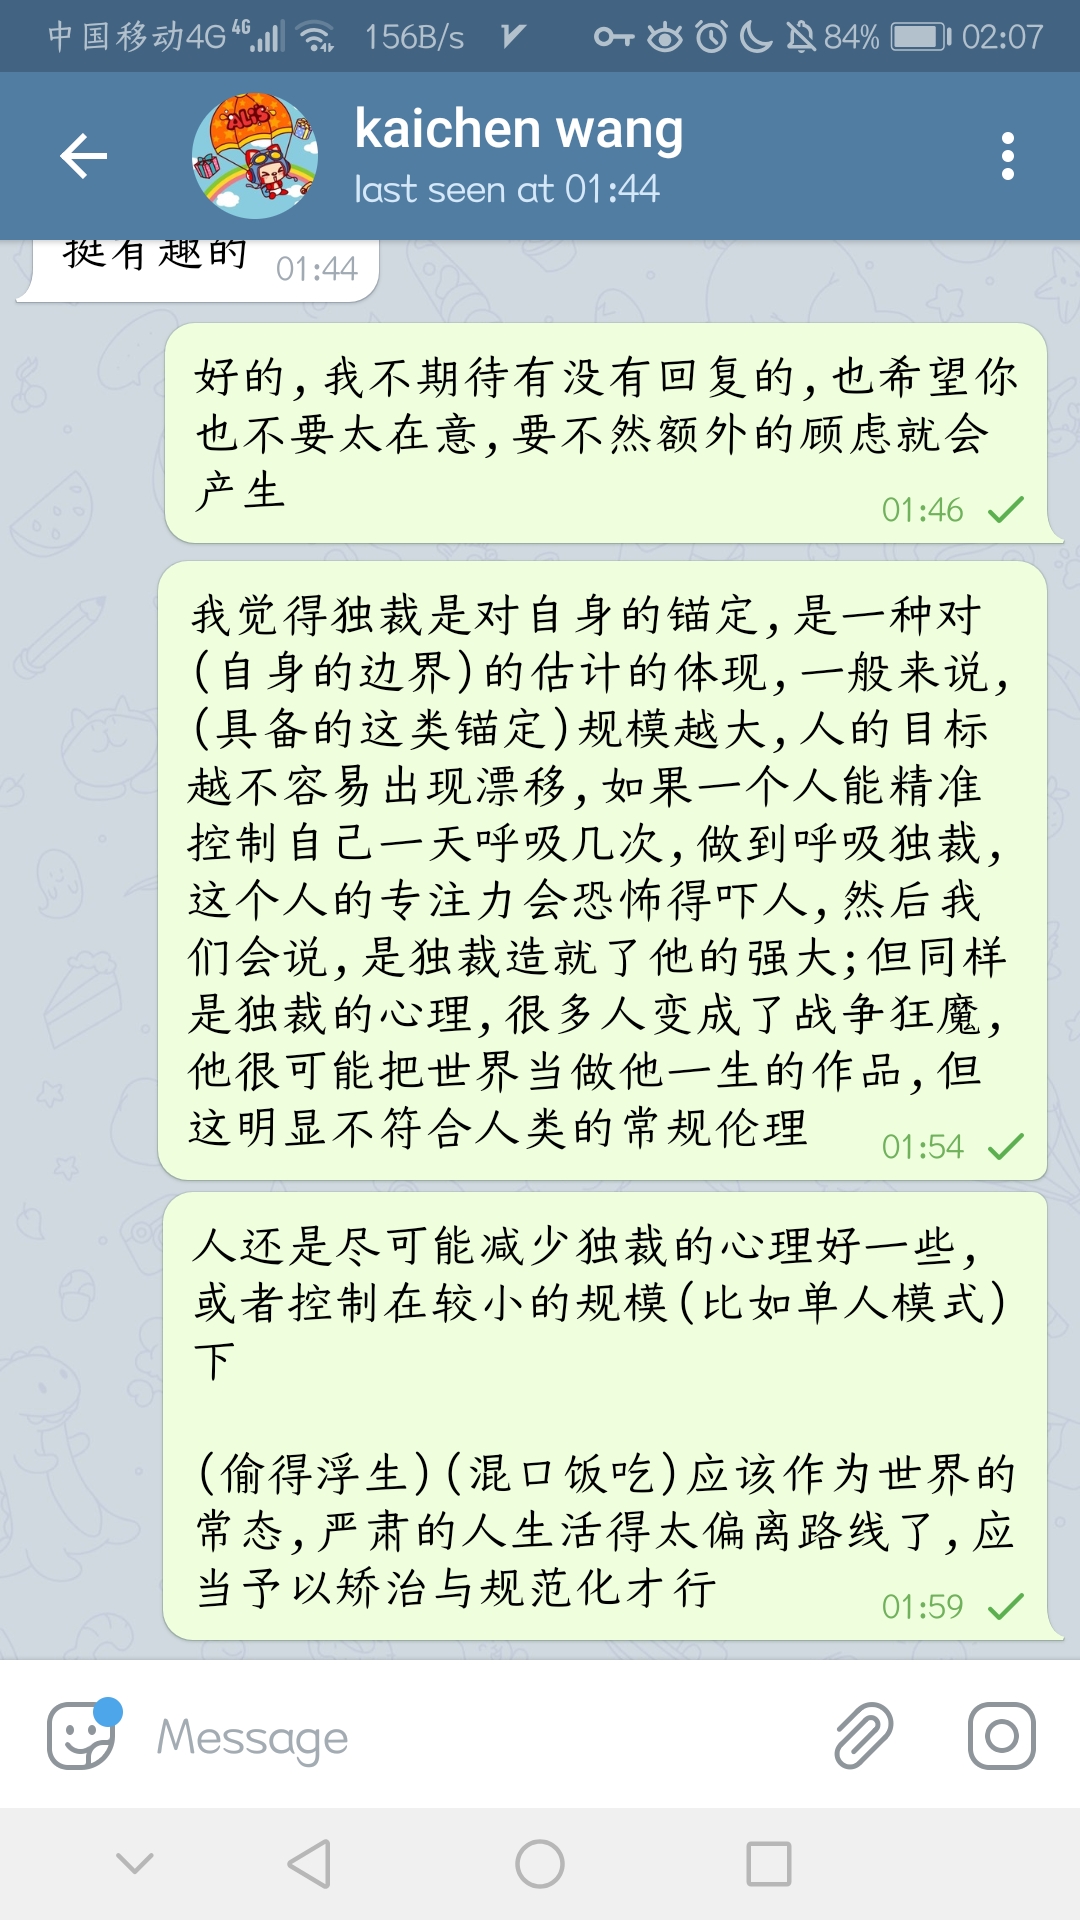 中国移动4G 4G 156B/s 84% 02:07
ALi'S
kaichen wang
last seen at 01:44
挺有趣的 01:44
好的,我不期待有没有回复的,也希望你
也不要太在意,要不然额外的顾虑就会
产生
01:46
我觉得独裁是对自身的锚定,是一种对
(自身的边界)的估计的体现,一般来说,
(具备的这类锚定)规模越大,人的目标
越不容易出现漂移,如果一个人能精准
控制自己一天呼吸几次,做到呼吸独裁,
这个人的专注力会恐怖得吓人,然后我
们会说,是独裁造就了他的强大;但同样
是独裁的心理,很多人变成了战争狂魔,
他很可能把世界当做他一生的作品,但
这明显不符合人类的常规伦理
01:54
人还是尽可能减少独裁的心理好一些,
或者控制在较小的规模(比如单人模式)
下
(偷得浮生)(混口饭吃)应该作为世界的
常态,严肃的人生活得太偏离路线了,应
当予以矫治与规范化才行
01:59
Message